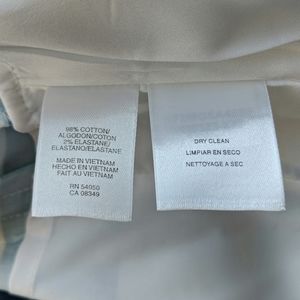 98% COTTON/
ALGODON/COTON
2% ELASTANE/
ELASTANO/ELASTANE
MADE IN VIETNAM
HECHO EN VIETNAM
FAIT AU VIETNAM
RN 54050
CA 08349
DRY CLEAN
LIMPIAR EN SECO
NETTOYAGE A SEC